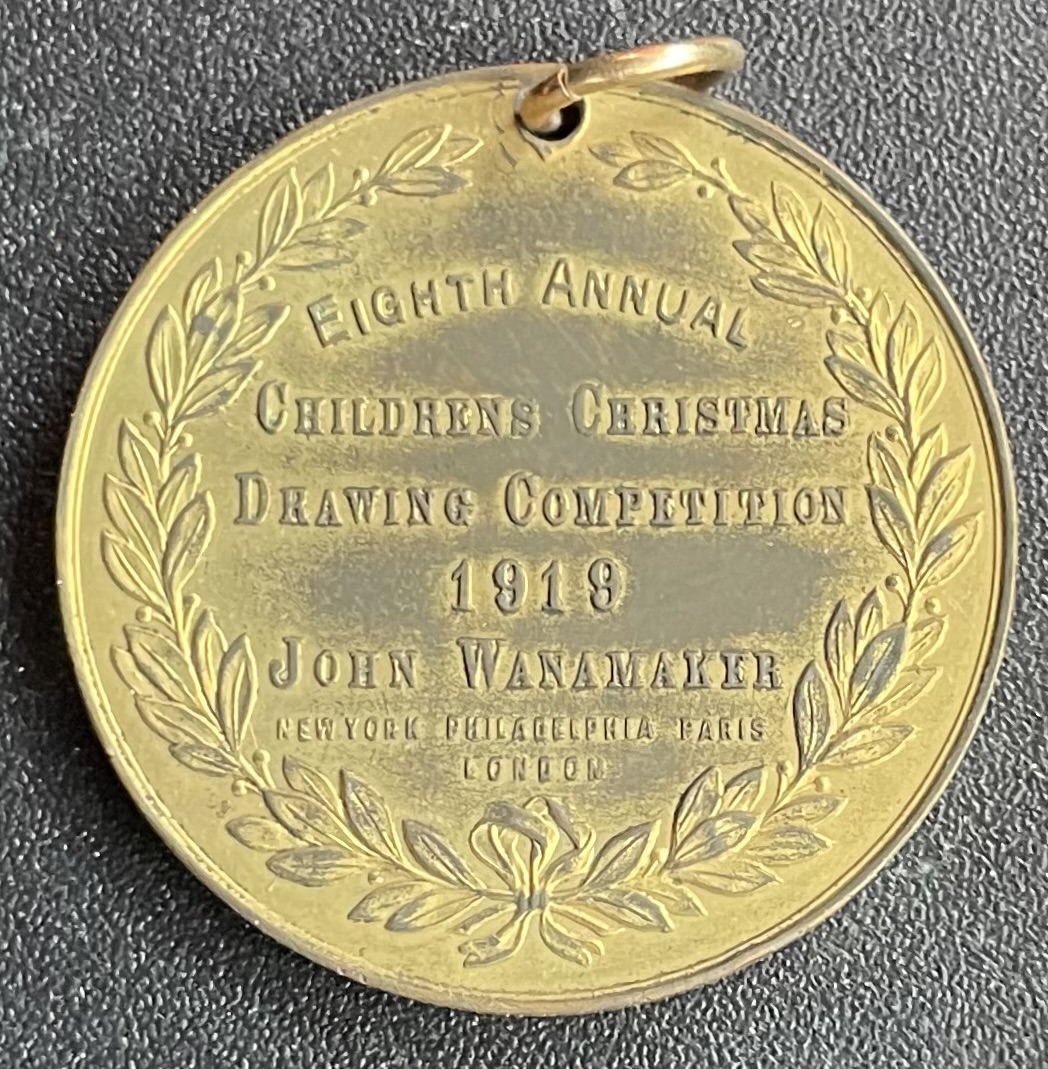 EIGHTH ANNUAL
CHILDRENS CHRISTMAS
DRAWING COMPETITION
1919
JOHN WANAMAKER
NEW YORK PHILADELPHIA PARIS
LONDON